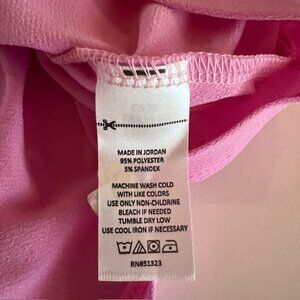 MADE IN JORDAN
95% POLYESTER
5% SPANDEX
MACHINE WASH COLD
WITH LIKE COLORS
USE ONLY NON-CHLORINE
BLEACH IF NEEDED
TUMBLE DRY LOW
USE COOL IRON IF NECESSARY
RN#51323